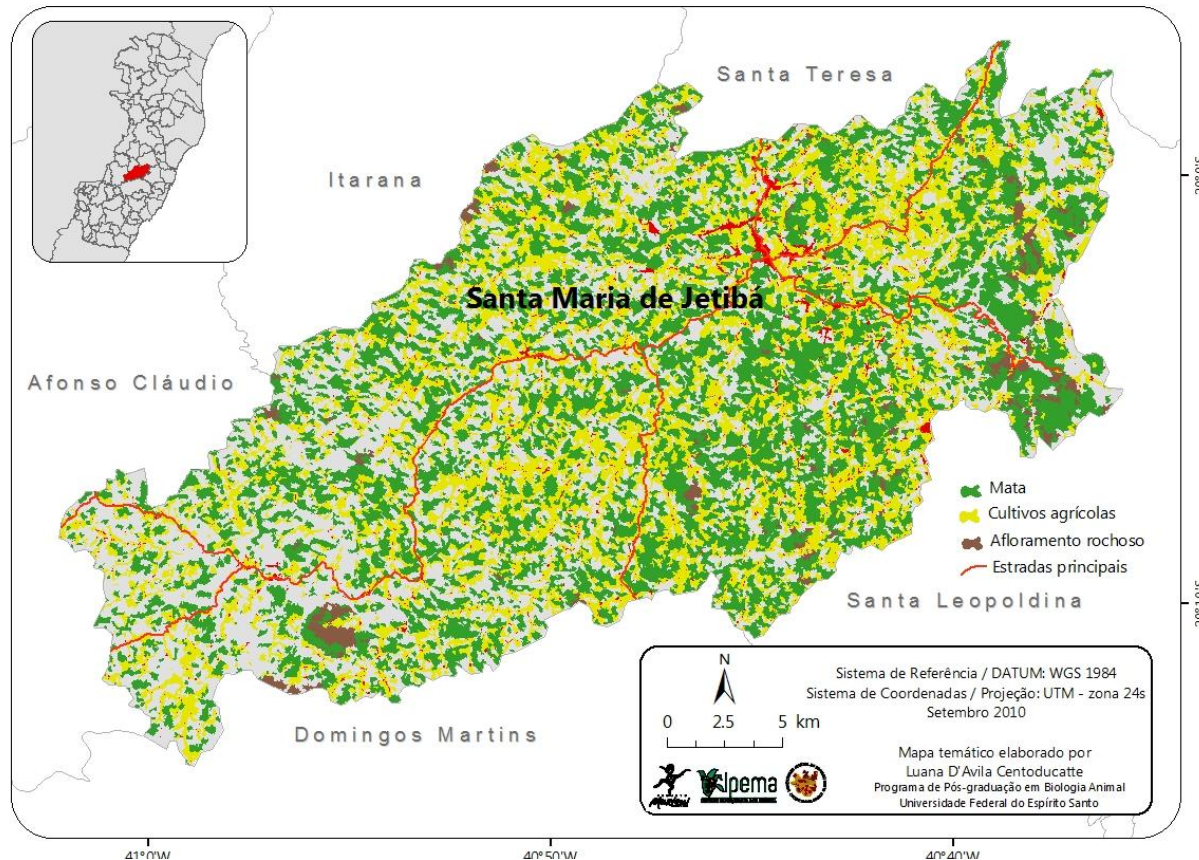 Santa Teresa
Itarana
Santa Maria de Jetibá
Afonso Cláudio
Mata
Cultivos agrícolas
Afloramento rochoso
Estradas principais
Santa Leopoldina
Domingos Martins
N
0 2.5 5 km
Sistema de Referência / DATUM: WGS 1984
Sistema de Coordenadas / Projeção: UTM - zona 24s
Setembro 2010
Mapa temático elaborado por
Luana D'Avila Centoducatte
Programa de Pós-graduação em Biologia Animal
Universidade Federal do Espírito Santo
Ipema
41°0'W
40°50'W
40°40'W